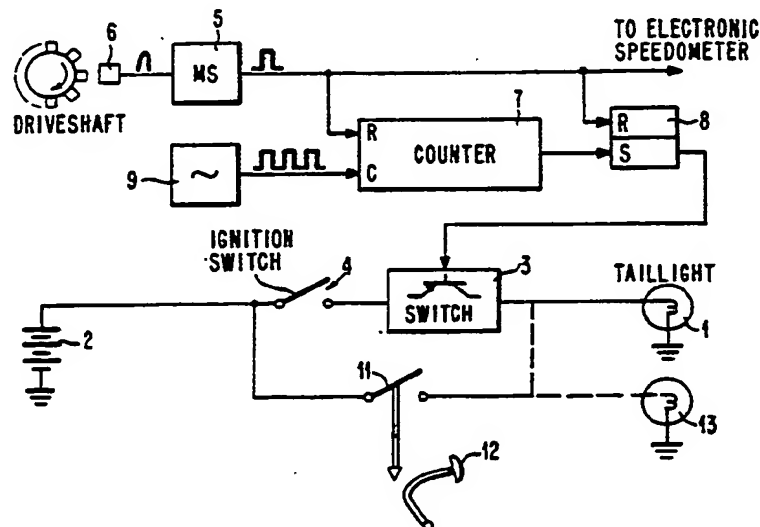 5
6
MS
TO ELECTRONIC
SPEEDOMETER
DRIVESHAFT
7
R
8
R
S
COUNTER
C
9
~
IGNITION
SWITCH
4
3
TAILLIGHT
SWITCH
2
1
11
13
12